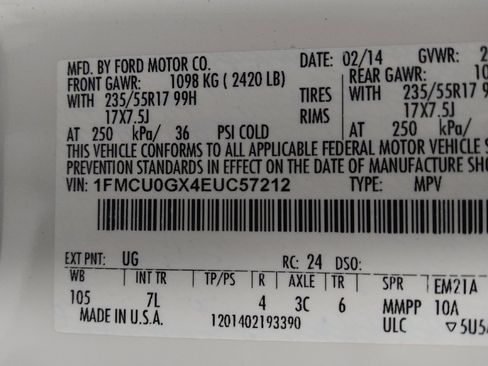 MFD. BY FORD MOTOR CO. DATE: 02/14 GVWR: 2
FRONT GAWR: 1098 KG ( 2420 LB) REAR GAWR: 10
WITH 235/55R17 99H TIRES WITH 235/55R17
17X7.5J RIMS 17X7.5J
AT 250 kPa/ 36 PSI COLD AT 250 kPa/
THIS VEHICLE CONFORMS TO ALL APPLICABLE FEDERAL MOTOR VEHICLE
PREVENTION STANDARDS IN EFFECT ON THE DATE OF MANUFACTURE SHO
VIN: 1FMCU0GX4EUC57212 TYPE: MPV
EXT PNT: UG RC: 24 DSO:
WB INT TR TP/PS R AXLE TR SPR EM21A
105 7L 4 3C 6 MMPP 10A
MADE IN U.S.A. 1201402193390 ULC ▽5U5